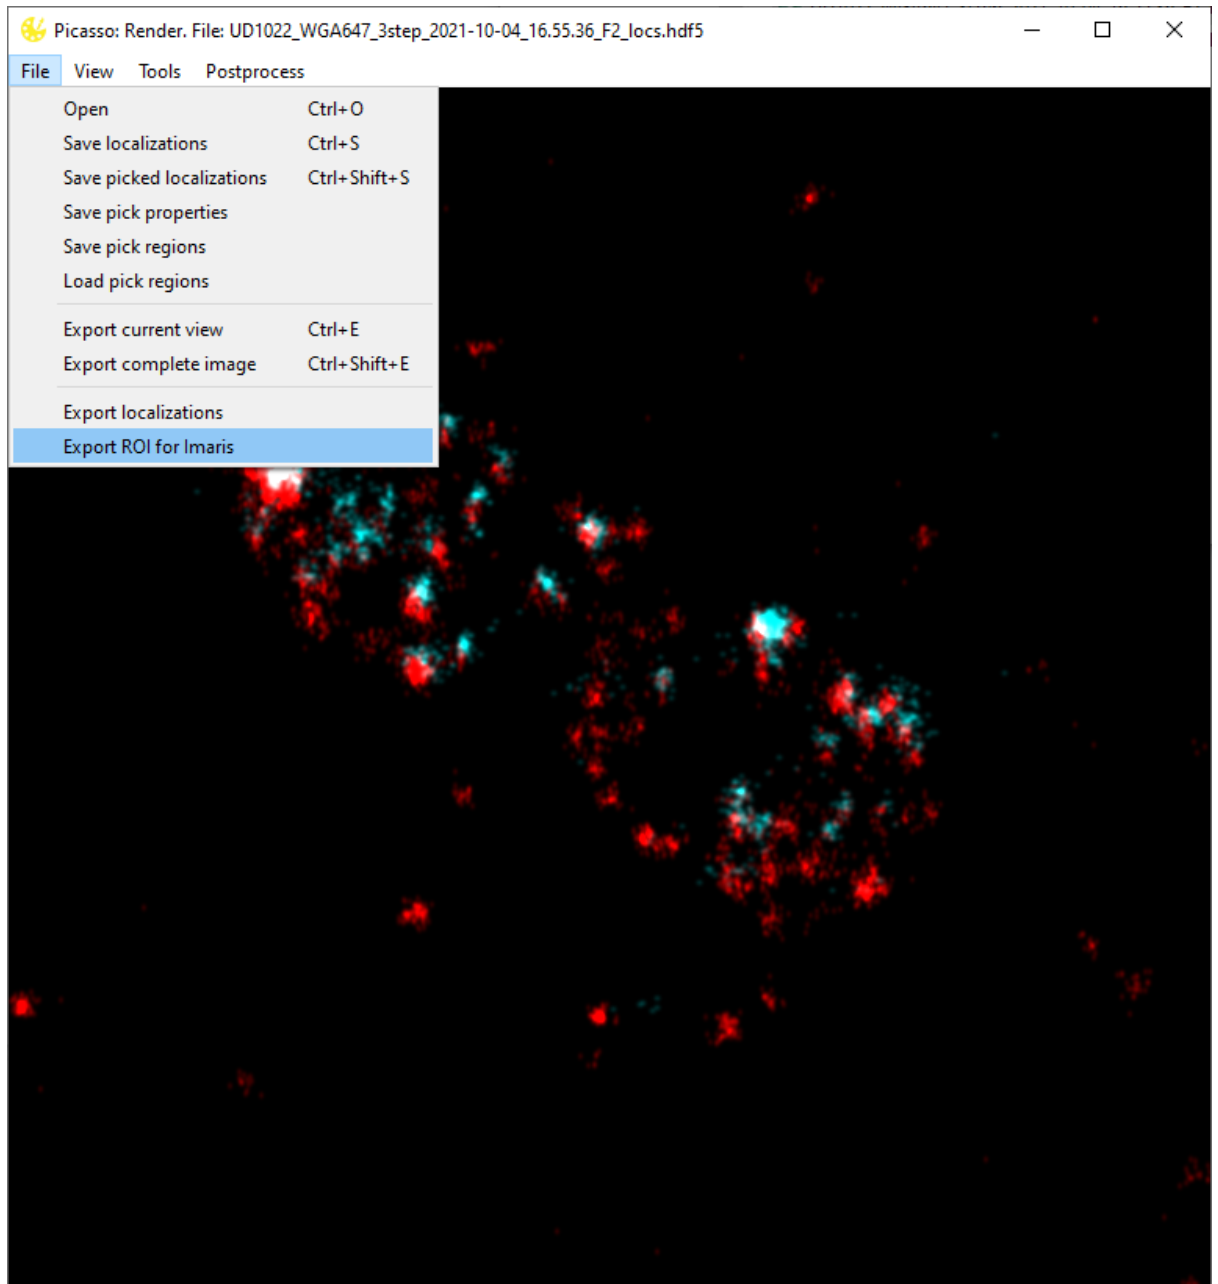 Picasso: Render. File: UD1022_WGA647_3step_2021-10-04_16.55.36_F2_locs.hdf5
File View Tools Postprocess
Open Ctrl+O
Save localizations Ctrl+S
Save picked localizations Ctrl+Shift+S
Save pick properties
Save pick regions
Load pick regions
Export current view Ctrl+E
Export complete image Ctrl+Shift+E
Export localizations
Export ROI for Imaris